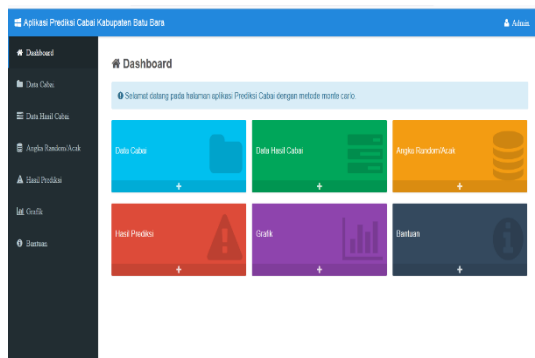 Aplikasi Prediksi Cabai Kabupaten Batu Bara
Admin
Dashboard
Data Cabai
Data Hasil Cabai
Angka Random/Acak
Hasil Prediksi
Grafik
Bantuan
Dashboard
Selamat datang pada halaman aplikasi Prediksi Cabai dengan metode monte carlo.
Data Cabai
Data Hasil Cabai
Angka Random/Acak
Hasil Prediksi
Grafik
Bantuan